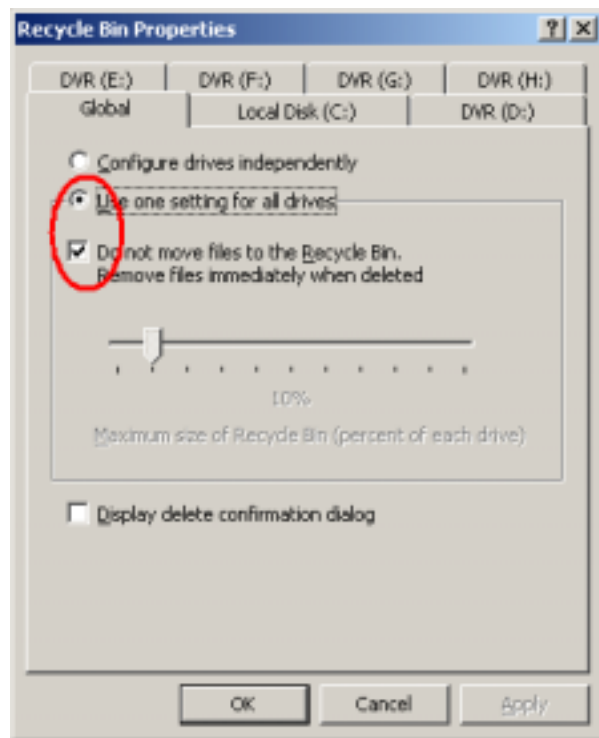 Recycle Bin Properties
DVR (E:) DVR (F:) DVR (G:) DVR (H:)
Global Local Disk (C:) DVR (D:)
Configure drives independently
Use one setting for all drives
Do not move files to the Recycle Bin.
Remove files immediately when deleted
10%
Maximum size of Recycle Bin (percent of each drive)
Display delete confirmation dialog
OK Cancel Apply